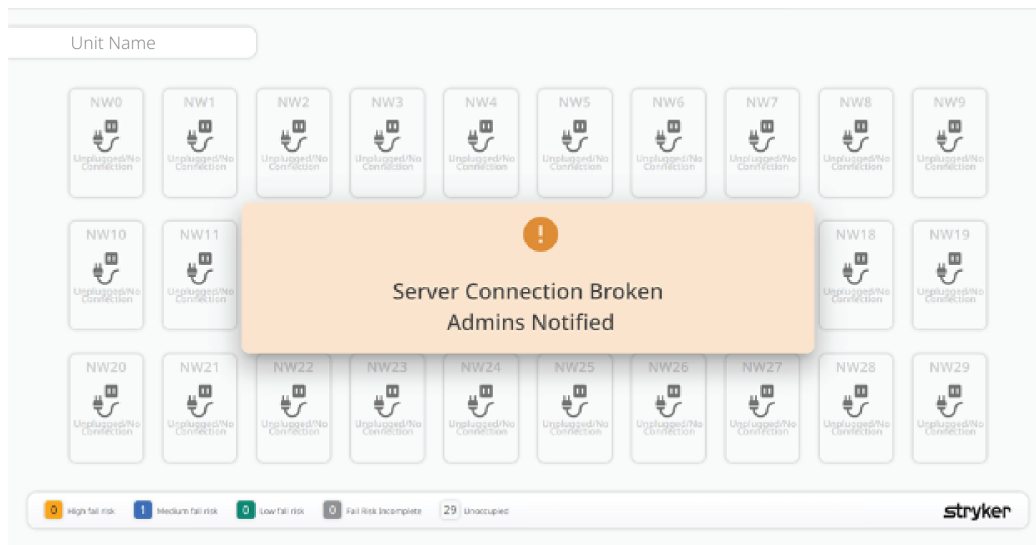 Unit Name
NW0 NW1 NW2 NW3 NW4 NW5 NW6 NW7 NW8 NW9
Unplugged/No Unplugged/No Unplugged/No Unplugged/No Unplugged/No Unplugged/No Unplugged/No Unplugged/No Unplugged/No Unplugged/No
Connection Connection Connection Connection Connection Connection Connection Connection Connection Connection
NW10 NW11 NW18 NW19
Unplugged/No Unplugged/No Unplugged/No Unplugged/No
Connection Connection Connection Connection
Server Connection Broken
Admins Notified
NW20 NW21 NW22 NW23 NW24 NW25 NW26 NW27 NW28 NW29
Unplugged/No Unplugged/No Unplugged/No Unplugged/No Unplugged/No Unplugged/No Unplugged/No Unplugged/No Unplugged/No Unplugged/No
Connection Connection Connection Connection Connection Connection Connection Connection Connection Connection
0 High fall risk 1 Medium fall risk 0 Low fall risk 0 Fall Risk Incomplete 29 Unoccupied stryker